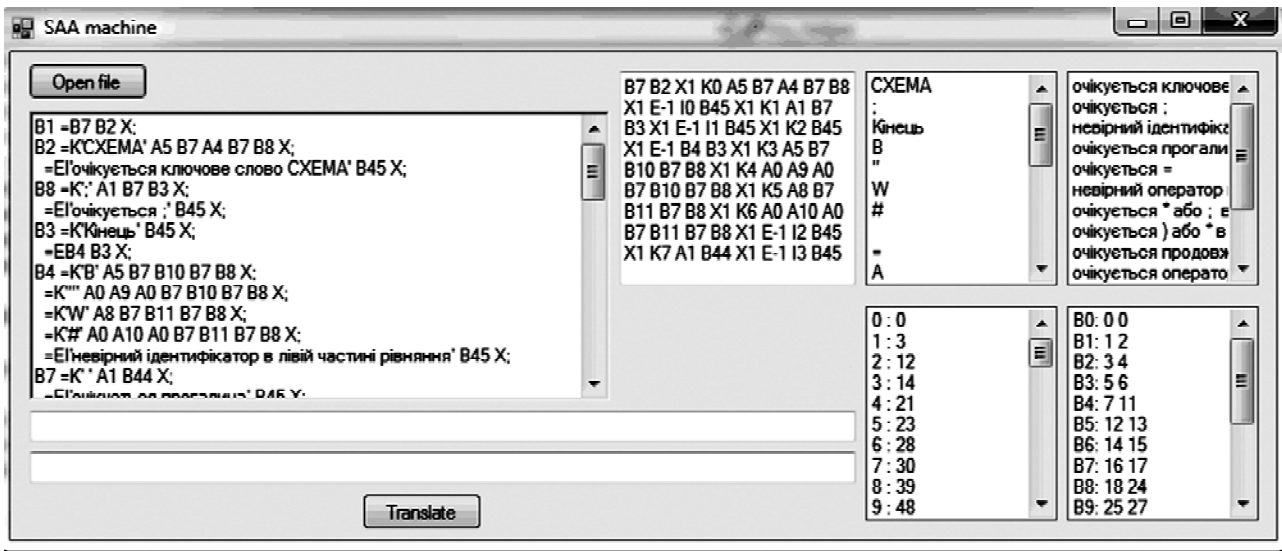 SAA machine
Open file
B1 =B7 B2 X;
B2 =K'СХЕМА' A5 B7 A4 B7 B8 X;
=EI'очікується ключове слово СХЕМА' B45 X;
B8 =K';' A1 B7 B3 X;
=EI'очікується ;' B45 X;
B3 =K'Кінець' B45 X;
=EB4 B3 X;
B4 =K'B' A5 B7 B10 B7 B8 X;
=K'"' A0 A9 A0 B7 B10 B7 B8 X;
=K'W' A8 B7 B11 B7 B8 X;
=K'#' A0 A10 A0 B7 B11 B7 B8 X;
=EI'невірний ідентифікатор в лівій частині рівняння' B45 X;
B7 =K' ' A1 B44 X;
=EI'очікується прогалина' B45 X;
B7 B2 X1 K0 A5 B7 A4 B7 B8
X1 E-1 I0 B45 X1 K1 A1 B7
B3 X1 E-1 I1 B45 X1 K2 B45
X1 E-1 B4 B3 X1 K3 A5 B7
B10 B7 B8 X1 K4 A0 A9 A0
B7 B10 B7 B8 X1 K5 A8 B7
B11 B7 B8 X1 K6 A0 A10 A0
B7 B11 B7 B8 X1 E-1 I2 B45
X1 K7 A1 B44 X1 E-1 I3 B45
СХЕМА
;
Кінець
B
"
W
#
=
A
очікується ключове
очікується ;
невірний ідентифіка
очікується прогали
очікується =
невірний оператор
очікується * або ; в
очікується ) або * в
очікується продовж
очікується операто
0 : 0
1 : 3
2 : 12
3 : 14
4 : 21
5 : 23
6 : 28
7 : 30
8 : 39
9 : 48
B0: 0 0
B1: 1 2
B2: 3 4
B3: 5 6
B4: 7 11
B5: 12 13
B6: 14 15
B7: 16 17
B8: 18 24
B9: 25 27
Translate